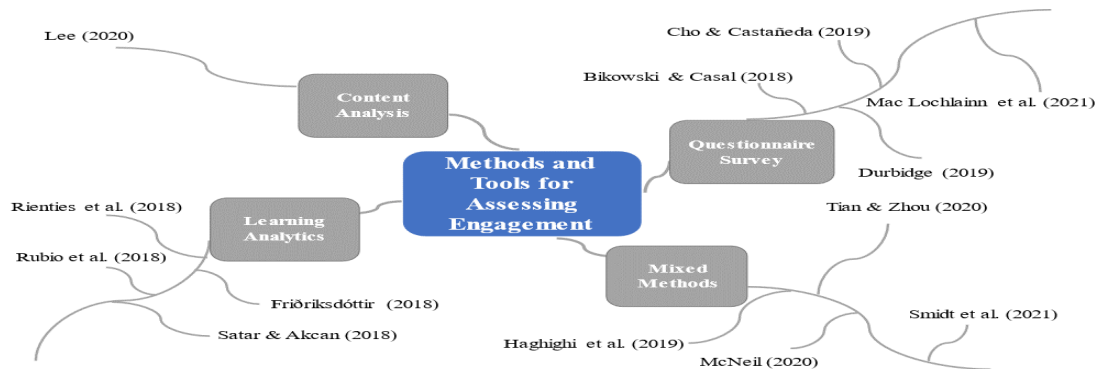 Lee (2020)
Content
Analysis
Cho & Castañeda (2019)
Bikowski & Casal (2018)
Mac Lochlainn et al. (2021)
Questionnaire
Survey
Durbidge (2019)
Methods and
Tools for
Assessing
Engagement
Rienties et al. (2018)
Learning
Analytics
Rubio et al. (2018)
Friðriksdóttir (2018)
Satar & Akcan (2018)
Tian & Zhou (2020)
Mixed
Methods
Haghighi et al. (2019)
McNeil (2020)
Smidt et al. (2021)